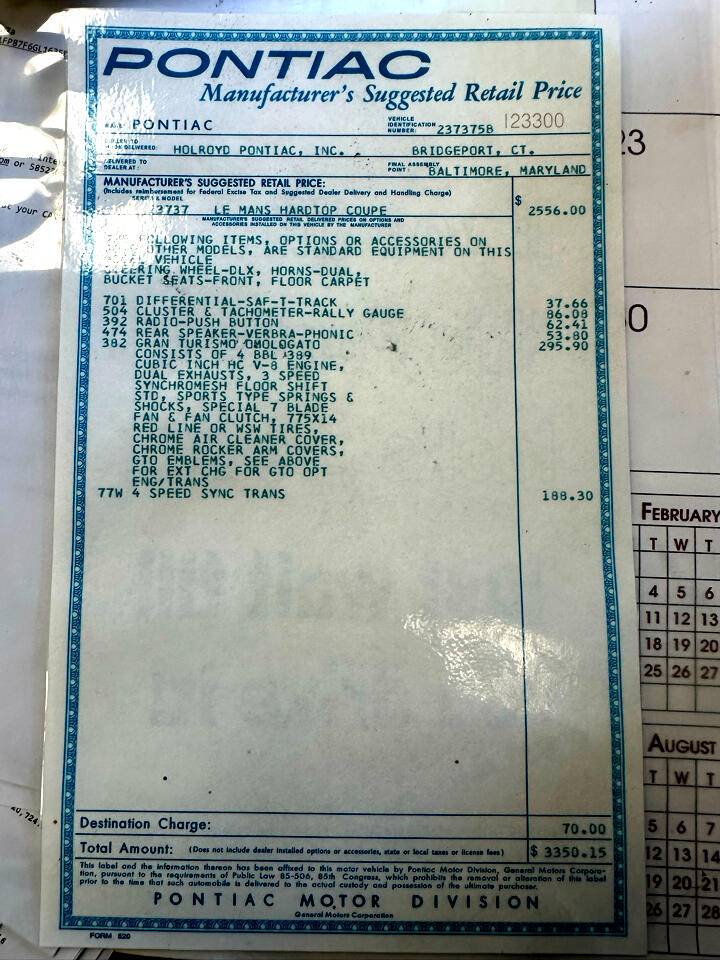 PONTIAC
Manufacturer's Suggested Retail Price
PONTIAC VEHICLE IDENTIFICATION NUMBER: 237375B 123300
DELIVERED: HOLROYD PONTIAC, INC. BRIDGEPORT, CT.
DELIVERED TO DEALER AT: FINAL ASSEMBLY POINT: BALTIMORE, MARYLAND
MANUFACTURER'S SUGGESTED RETAIL PRICE:
(Includes reimbursement for Federal Excise Tax and Suggested Dealer Delivery and Handling Charge) $
SERIES & MODEL
23737 LE MANS HARDTOP COUPE 2556.00
MANUFACTURER'S SUGGESTED RETAIL DELIVERED PRICES ON OPTIONS AND
ACCESSORIES INSTALLED ON THIS VEHICLE BY THE MANUFACTURER
FOLLOWING ITEMS, OPTIONS OR ACCESSORIES ON
OTHER MODELS, ARE STANDARD EQUIPMENT ON THIS
VEHICLE
STEERING WHEEL-DLX, HORNS-DUAL,
BUCKET SEATS-FRONT, FLOOR CARPET
701 DIFFERENTIAL-SAF-T-TRACK 37.66
504 CLUSTER & TACHOMETER-RALLY GAUGE 86.08
392 RADIO-PUSH BUTTON 62.41
474 REAR SPEAKER-VERBRA-PHONIC 53.80
382 GRAN TURISMO OMOLOGATO 295.90
CONSISTS OF 4 BBL 389
CUBIC INCH HC V-8 ENGINE,
DUAL EXHAUSTS, 3 SPEED
SYNCHROMESH FLOOR SHIFT
STD, SPORTS TYPE SPRINGS &
SHOCKS, SPECIAL 7 BLADE
FAN & FAN CLUTCH, 775X14
RED LINE OR WSW TIRES,
CHROME AIR CLEANER COVER,
CHROME ROCKER ARM COVERS,
GTO EMBLEMS, SEE ABOVE
FOR EXT CHG FOR GTO OPT
ENG/TRANS
77W 4 SPEED SYNC TRANS 188.30
Destination Charge: 70.00
Total Amount: (Does not include dealer installed options or accessories, state or local taxes or license fees) $ 3350.15
This label and the information thereon has been affixed to this motor vehicle by Pontiac Motor Division, General Motors Corpora-
tion, pursuant to the requirements of Public Law 85-506, 85th Congress, which prohibits the removal or alteration of this label
prior to the time that such automobile is delivered to the actual custody and possession of the ultimate purchaser.
PONTIAC MOTOR DIVISION
General Motors Corporation
FORM 520
23
30
FEBRUARY
T W T
4 5 6
11 12 13
18 19 20
25 26 27
AUGUST
T W T
5 6 7
12 13 14
19 20 21
26 27 28